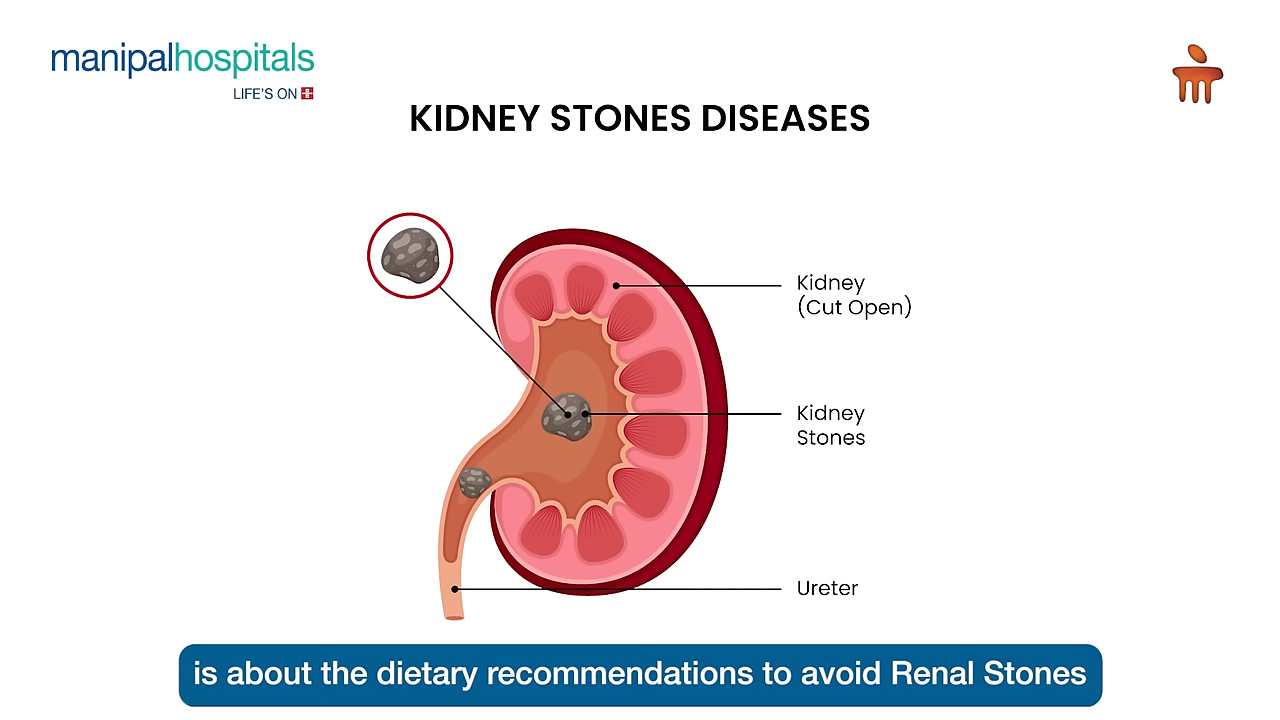 manipalhospitals
LIFE'S ON
KIDNEY STONES DISEASES
Kidney
(Cut Open)
Kidney
Stones
Ureter
is about the dietary recommendations to avoid Renal Stones